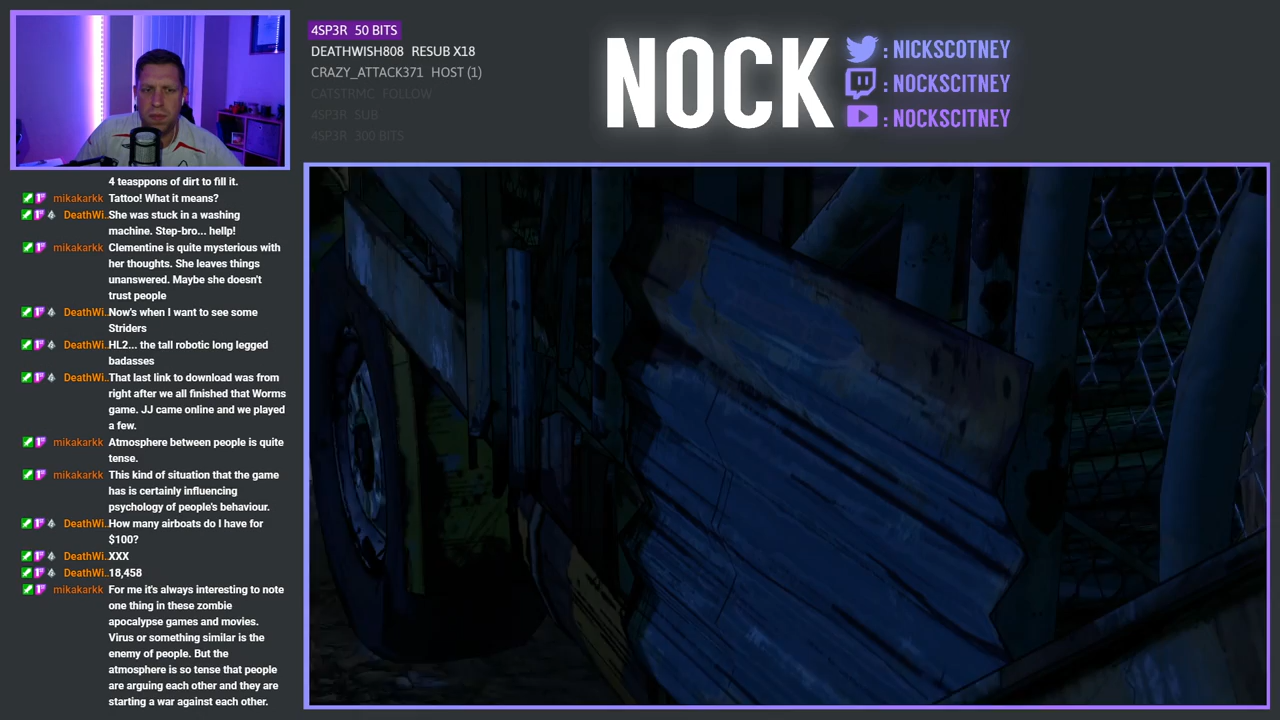 4SP3R 50 BITS
DEATHWISH808 RESUB X18
CRAZY_ATTACK371 HOST (1)
CATSTRMC FOLLOW
4SP3R SUB
4SP3R 300 BITS
NOCK
: NICKSCOTNEY
: NOCKSCITNEY
: NOCKSCITNEY
4 teasppons of dirt to fill it.
mikakarkk Tattoo! What it means?
DeathWi.. She was stuck in a washing
machine. Step-bro... hellp!
mikakarkk Clementine is quite mysterious with
her thoughts. She leaves things
unanswered. Maybe she doesn't
trust people
DeathWi.. Now's when I want to see some
Striders
DeathWi.. HL2... the tall robotic long legged
badasses
DeathWi.. That last link to download was from
right after we all finished that Worms
game. JJ came online and we played
a few.
mikakarkk Atmosphere between people is quite
tense.
mikakarkk This kind of situation that the game
has is certainly influencing
psychology of people's behaviour.
DeathWi.. How many airboats do I have for
$100?
DeathWi.. XXX
DeathWi.. 18,458
mikakarkk For me it's always interesting to note
one thing in these zombie
apocalypse games and movies.
Virus or something similar is the
enemy of people. But the
atmosphere is so tense that people
are arguing each other and they are
starting a war against each other.